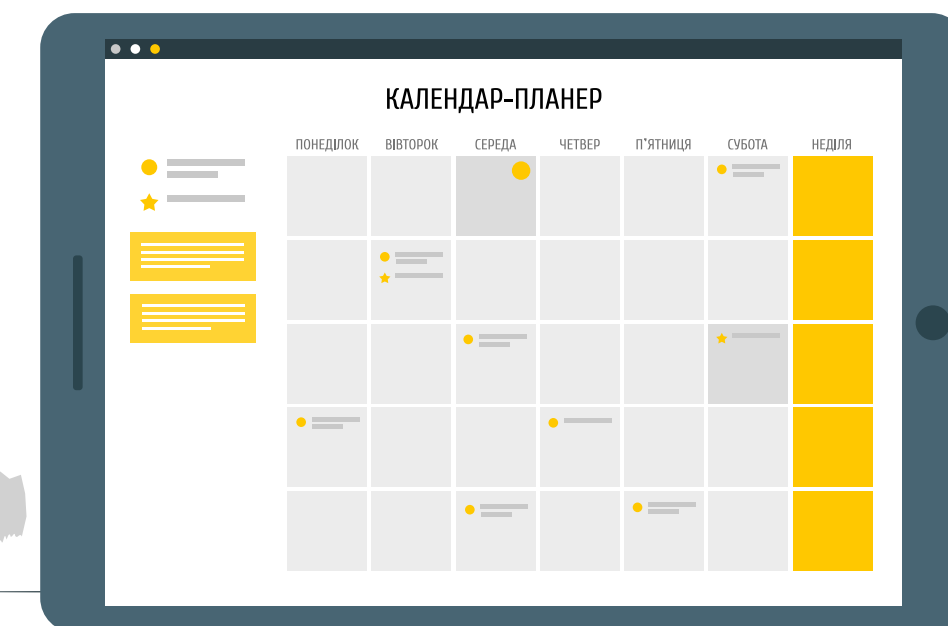 КАЛЕНДАР-ПЛАНЕР
ПОНЕДІЛОК ВІВТОРОК СЕРЕДА ЧЕТВЕР П"ЯТНИЦЯ СУБОТА НЕДІЛЯ